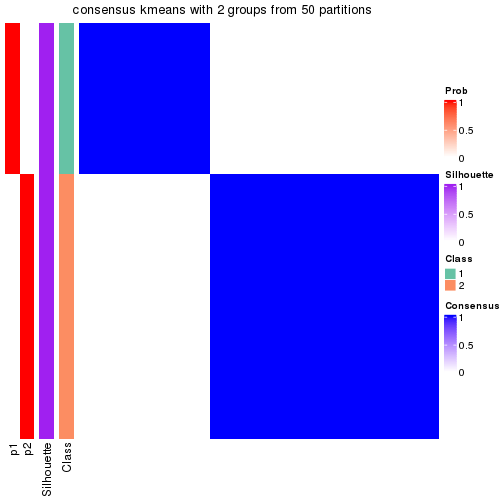 consensus kmeans with 2 groups from 50 partitions
Prob
1
0.5
0
Silhouette
1
0.5
0
Class
1
2
Consensus
1
0.5
0
p1
p2
Silhouette
Class